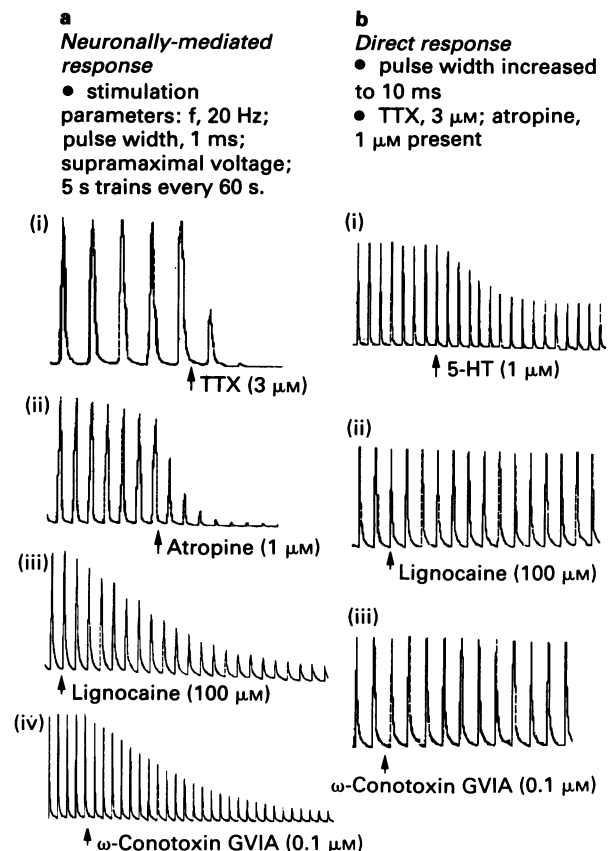 a
Neuronally-mediated
response
● stimulation
parameters: f, 20 Hz;
pulse width, 1 ms;
supramaximal voltage;
5 s trains every 60 s.
(i)
TTX (3 μM)
(ii)
Atropine (1 μM)
(iii)
Lignocaine (100 μM)
(iv)
ω-Conotoxin GVIA (0.1 μM)
b
Direct response
● pulse width increased
to 10 ms
● TTX, 3 μM; atropine,
1 μM present
(i)
5-HT (1 μM)
(ii)
Lignocaine (100 μM)
(iii)
ω-Conotoxin GVIA (0.1 μM)